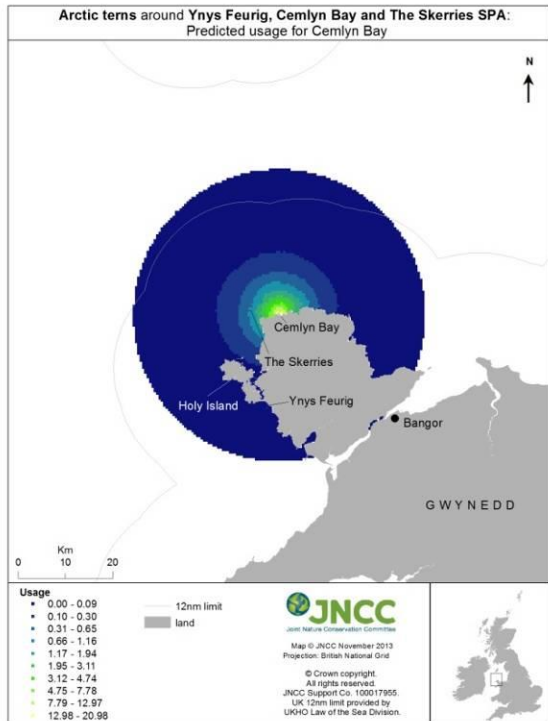 Arctic terns around Ynys Feurig, Cemlyn Bay and The Skerries SPA:
Predicted usage for Cemlyn Bay
N
Cemlyn Bay
The Skerries
Holy Island
Ynys Feurig
Bangor
GWYNEDD
Km
0 10 20
Usage
0.00 - 0.09
0.10 - 0.30
0.31 - 0.65
0.66 - 1.16
1.17 - 1.94
1.95 - 3.11
3.12 - 4.74
4.75 - 7.78
7.79 - 12.97
12.98 - 20.98
12nm limit
land
JNCC
Joint Nature Conservation Committee
Map © JNCC November 2013
Projection: British National Grid
© Crown copyright.
All rights reserved.
JNCC Support Co. 100017955.
UK 12nm limit provided by
UKHO Law of the Sea Division.